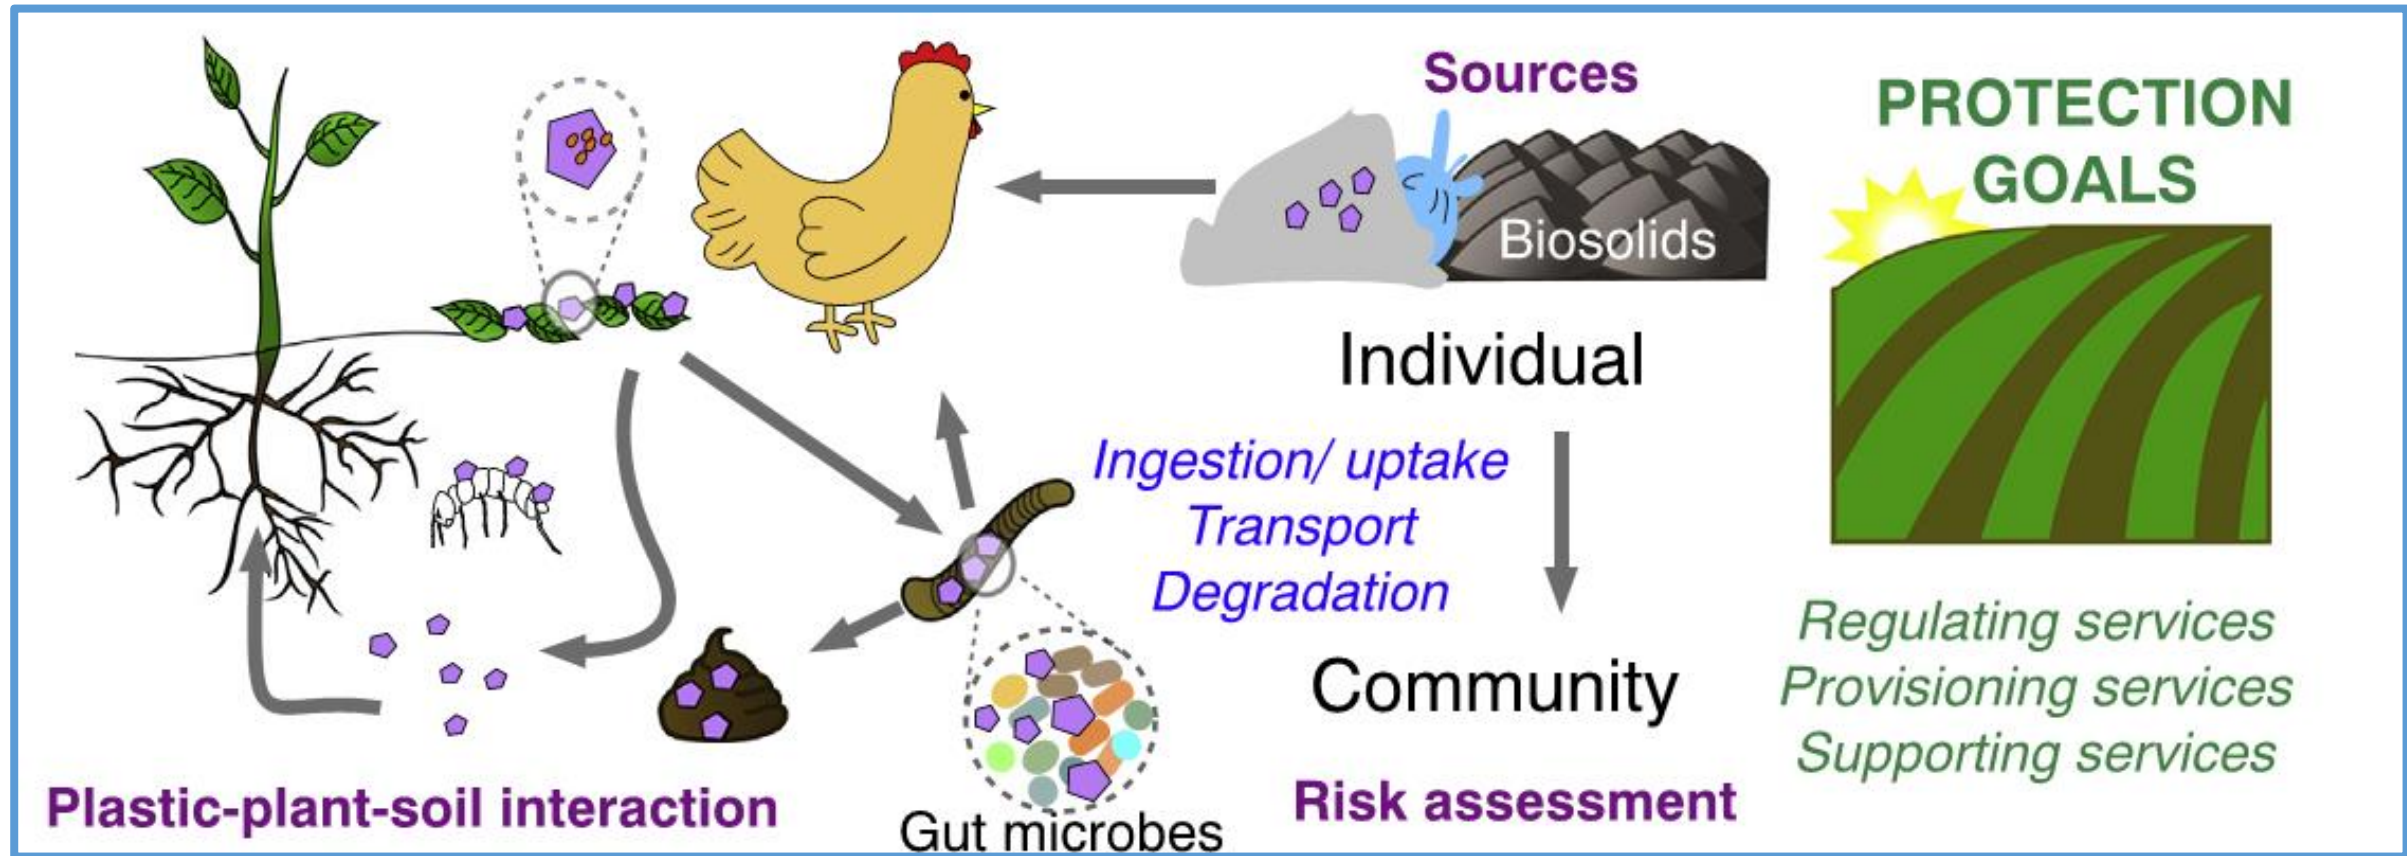 Sources
Biosolids
PROTECTION
GOALS
Individual
Ingestion/ uptake
Transport
Degradation
Community
Regulating services
Provisioning services
Supporting services
Plastic-plant-soil interaction
Gut microbes
Risk assessment